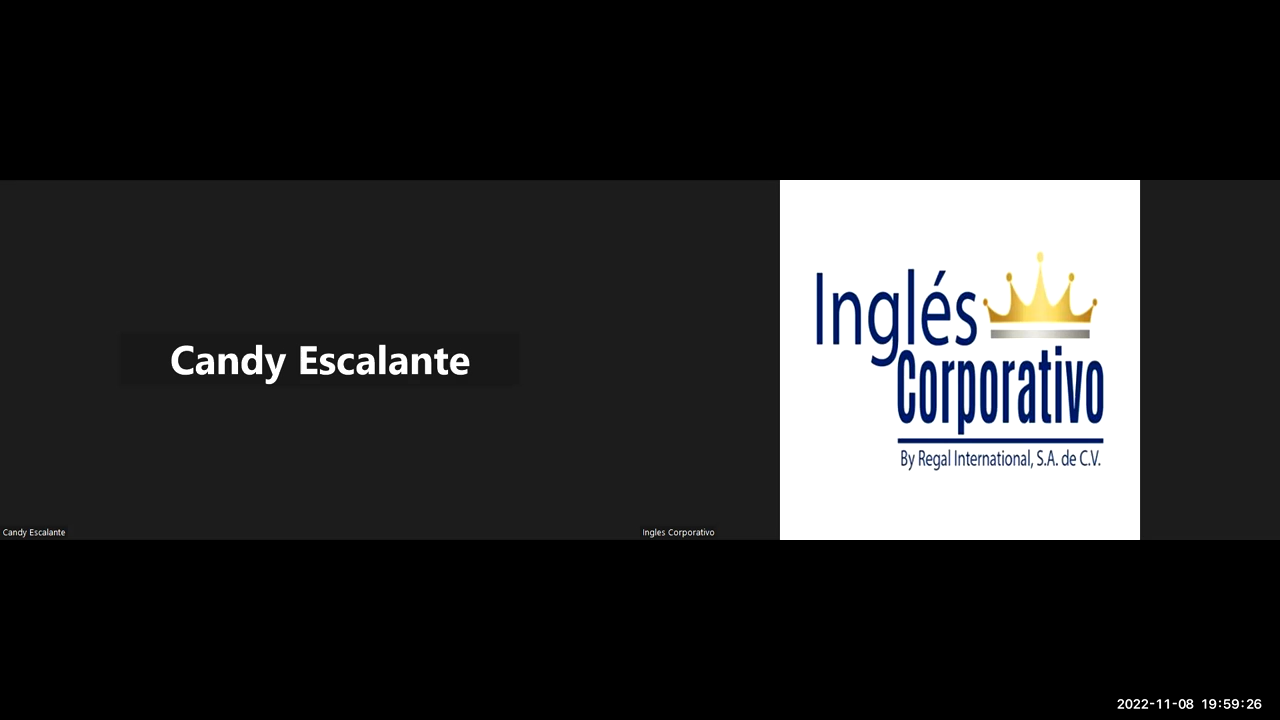 Candy Escalante
Inglés
Corporativo
By Regal International, S.A. de C.V.
Candy Escalante
Ingles Corporativo
2022-11-08 19:59:26